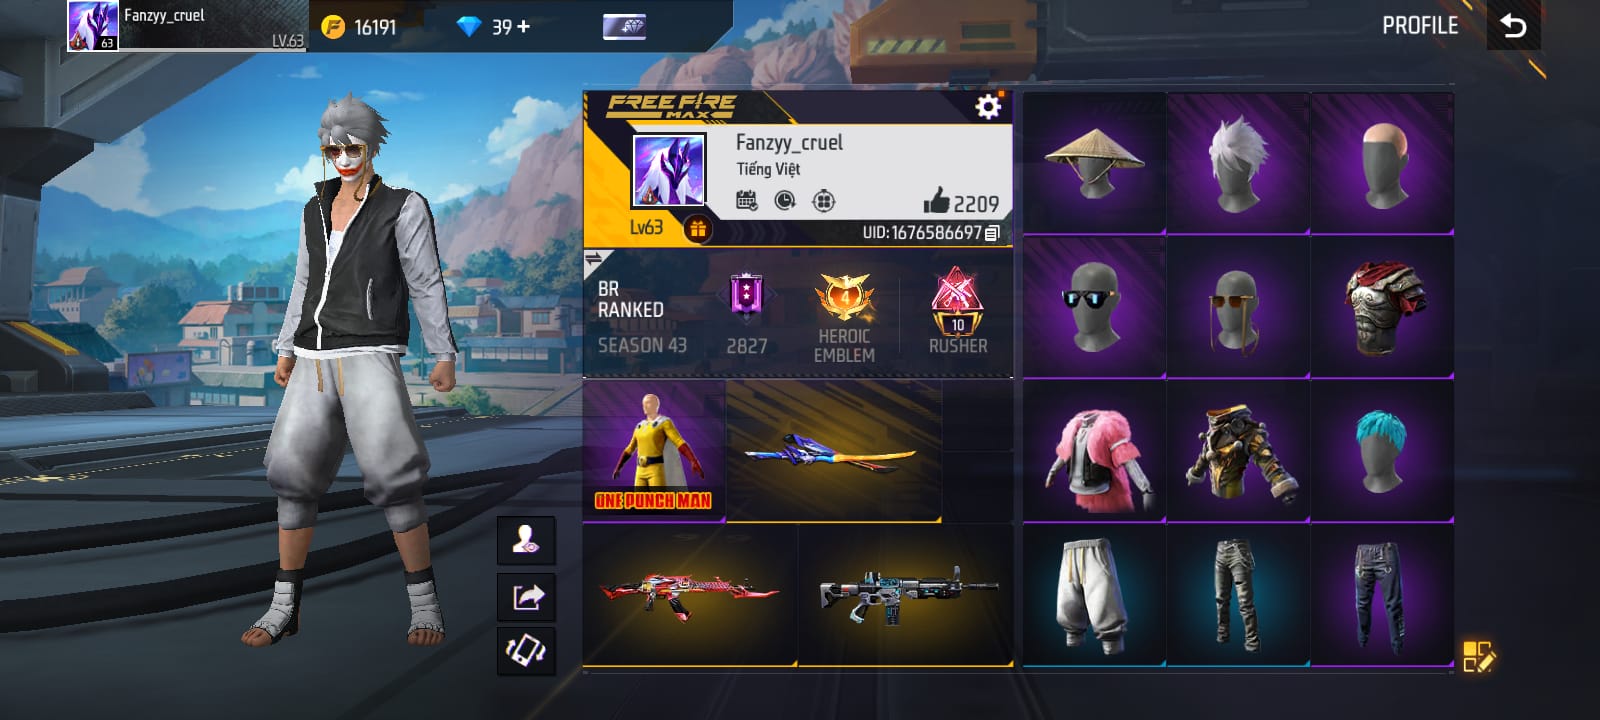 Fanzyy_cruel
LV.63
63
16191
39 +
PROFILE
FREE FIRE
MAX
Fanzyy_cruel
Tiếng Việt
2209
Lv63
UID:1676586697
BR
RANKED
SEASON 43
2827
4
HEROIC
EMBLEM
10
RUSHER
ONE PUNCH MAN